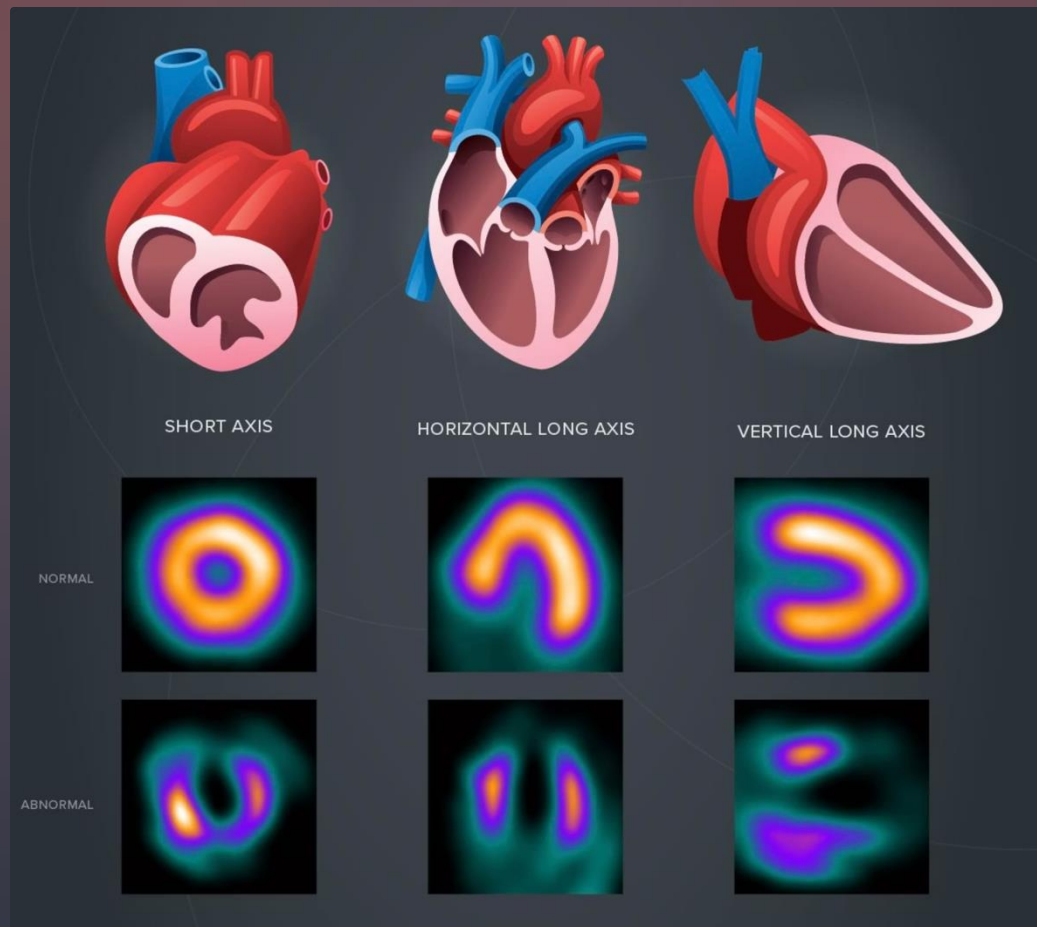 SHORT AXIS
HORIZONTAL LONG AXIS
VERTICAL LONG AXIS
NORMAL
ABNORMAL